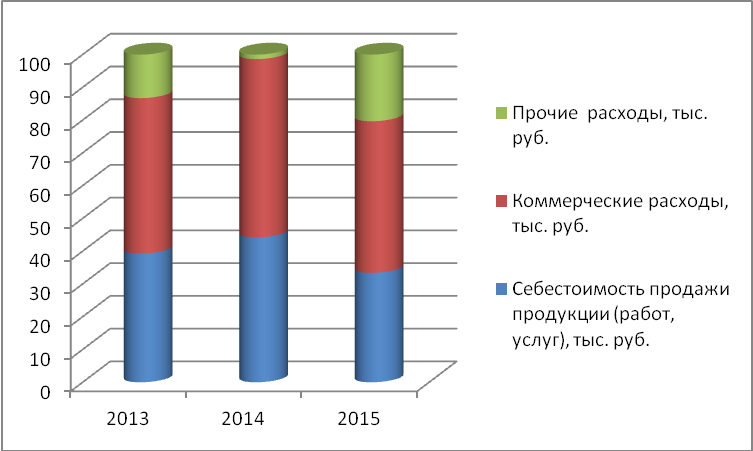 100
90
80
70
60
50
40
30
20
10
0
2013
2014
2015
Прочие расходы, тыс.
руб.
Коммерческие расходы,
тыс. руб.
Себестоимость продажи
продукции (работ,
услуг), тыс. руб.